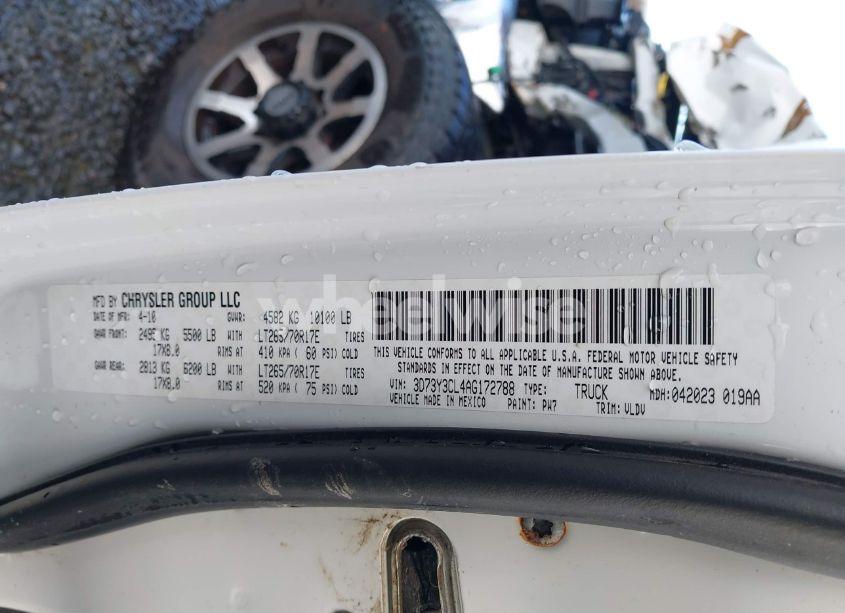 MFD BY CHRYSLER GROUP LLC
DATE OF MFR: 4-10 GVWR: 4582 KG 10100 LB
GAWR FRONT: 2495 KG 5500 LB WITH LT265/70R17E TIRES
17X8.0 RIMS AT 410 KPA ( 60 PSI) COLD
GAWR REAR: 2813 KG 6200 LB WITH LT265/70R17E TIRES
17X8.0 RIMS AT 520 KPA ( 75 PSI) COLD
THIS VEHICLE CONFORMS TO ALL APPLICABLE U.S.A. FEDERAL MOTOR VEHICLE SAFETY
STANDARDS IN EFFECT ON THE DATE OF MANUFACTURE SHOWN ABOVE.
VIN: 3D73Y3CL4AG172788 TYPE: TRUCK MDH:042023 019AA
VEHICLE MADE IN MEXICO PAINT: PW7 TRIM: VLDV
wheelwise